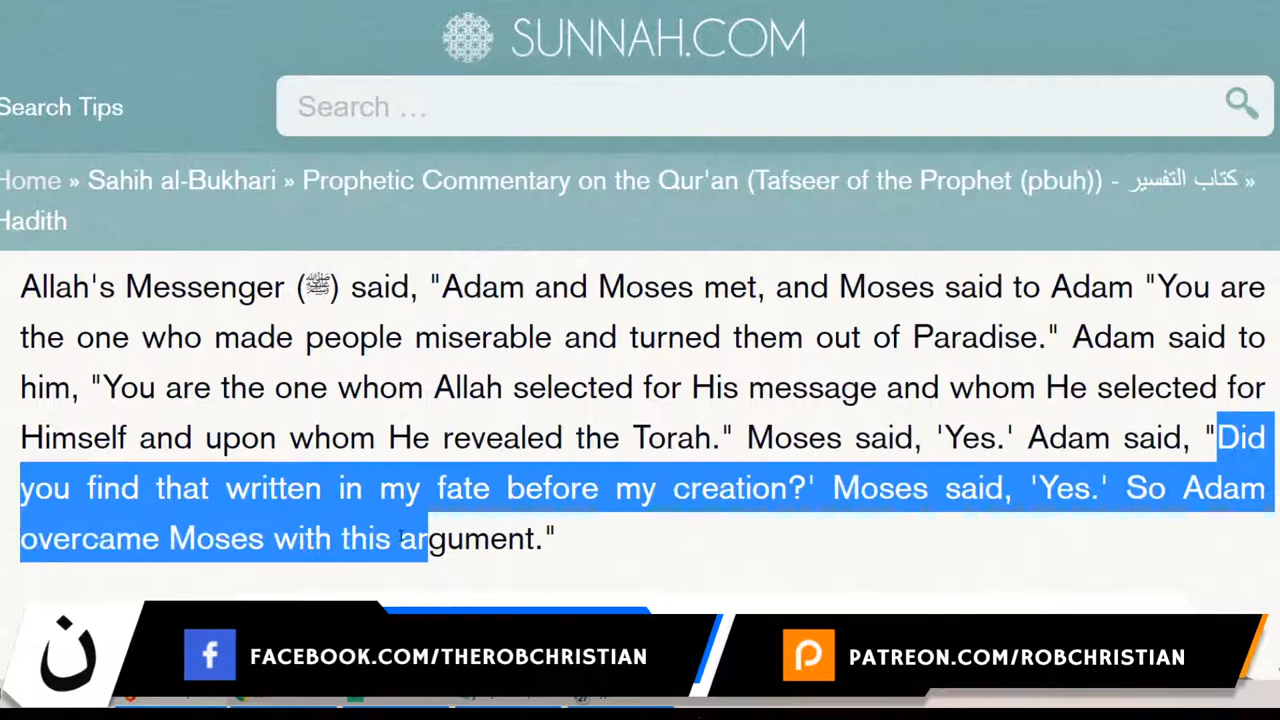 SUNNAH.COM
Search Tips
Search ...
Home » Sahih al-Bukhari » Prophetic Commentary on the Qur'an (Tafseer of the Prophet (pbuh)) - كتاب التفسير »
Hadith
Allah's Messenger (ﷺ) said, "Adam and Moses met, and Moses said to Adam "You are
the one who made people miserable and turned them out of Paradise." Adam said to
him, "You are the one whom Allah selected for His message and whom He selected for
Himself and upon whom He revealed the Torah." Moses said, 'Yes.' Adam said, "Did
you find that written in my fate before my creation?' Moses said, 'Yes.' So Adam
overcame Moses with this argument."
ن
f FACEBOOK.COM/THEROBCHRISTIAN
PATREON.COM/ROBCHRISTIAN